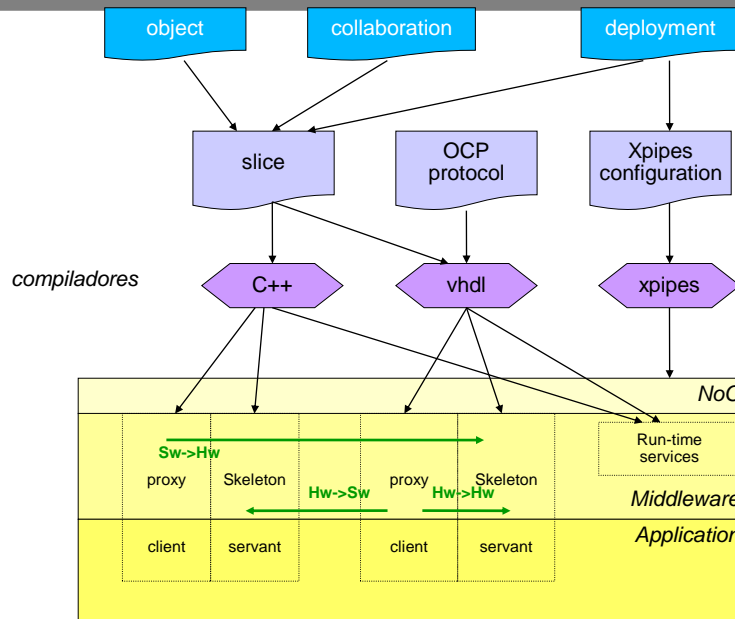 object
collaboration
deployment
slice
OCP
protocol
Xpipes
configuration
compiladores
C++
vhdl
xpipes
NoC
Run-time
services
Sw->Hw
proxy
Skeleton
proxy
Skeleton
Hw->Sw
Hw->Hw
Middleware
Application
client
servant
client
servant